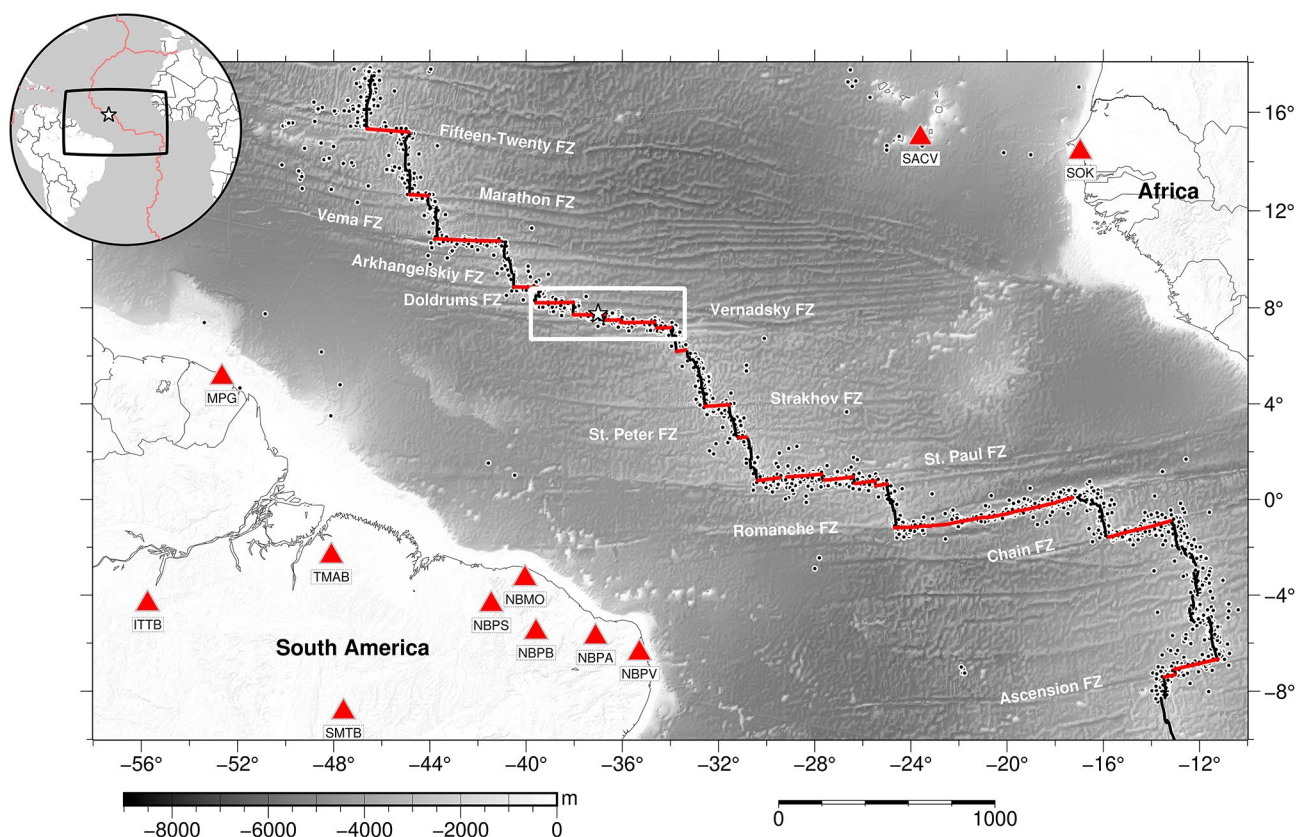 16°
Fifteen-Twenty FZ
SACV
SOK
Marathon FZ
Africa
12°
Vema FZ
Arkhangelskiy FZ
Doldrums FZ
Vernadsky FZ
8°
MPG
Strakhov FZ
4°
St. Peter FZ
St. Paul FZ
0°
Romanche FZ
Chain FZ
TMAB
NBMO
−4°
ITTB
NBPS
NBPB
NBPA
South America
NBPV
Ascension FZ
−8°
SMTB
−56° −52° −48° −44° −40° −36° −32° −28° −24° −20° −16° −12°
m
−8000 −6000 −4000 −2000 0
0 1000